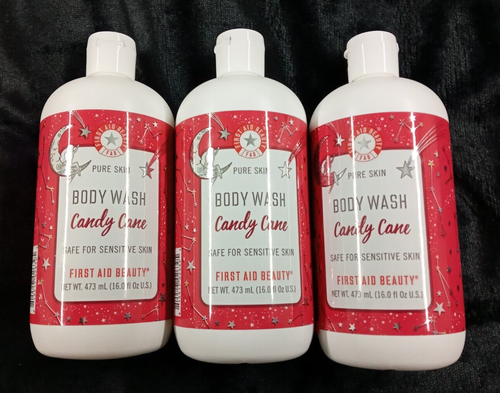 PURE SKIN
BODY WASH
Candy Cane
SAFE FOR SENSITIVE SKIN
FIRST AID BEAUTY®
NET WT. 473 mL (16.0 fl Oz U.S.)
FIRST AID BEAUTY
PURE SKIN
BODY WASH
Candy Cane
SAFE FOR SENSITIVE SKIN
FIRST AID BEAUTY®
NET WT. 473 mL (16.0 fl Oz U.S.)
PURE SKIN
BODY WASH
Candy Cane
SAFE FOR SENSITIVE SKIN
FIRST AID BEAUTY®
NET WT. 473 mL (16.0 fl Oz U.S.)